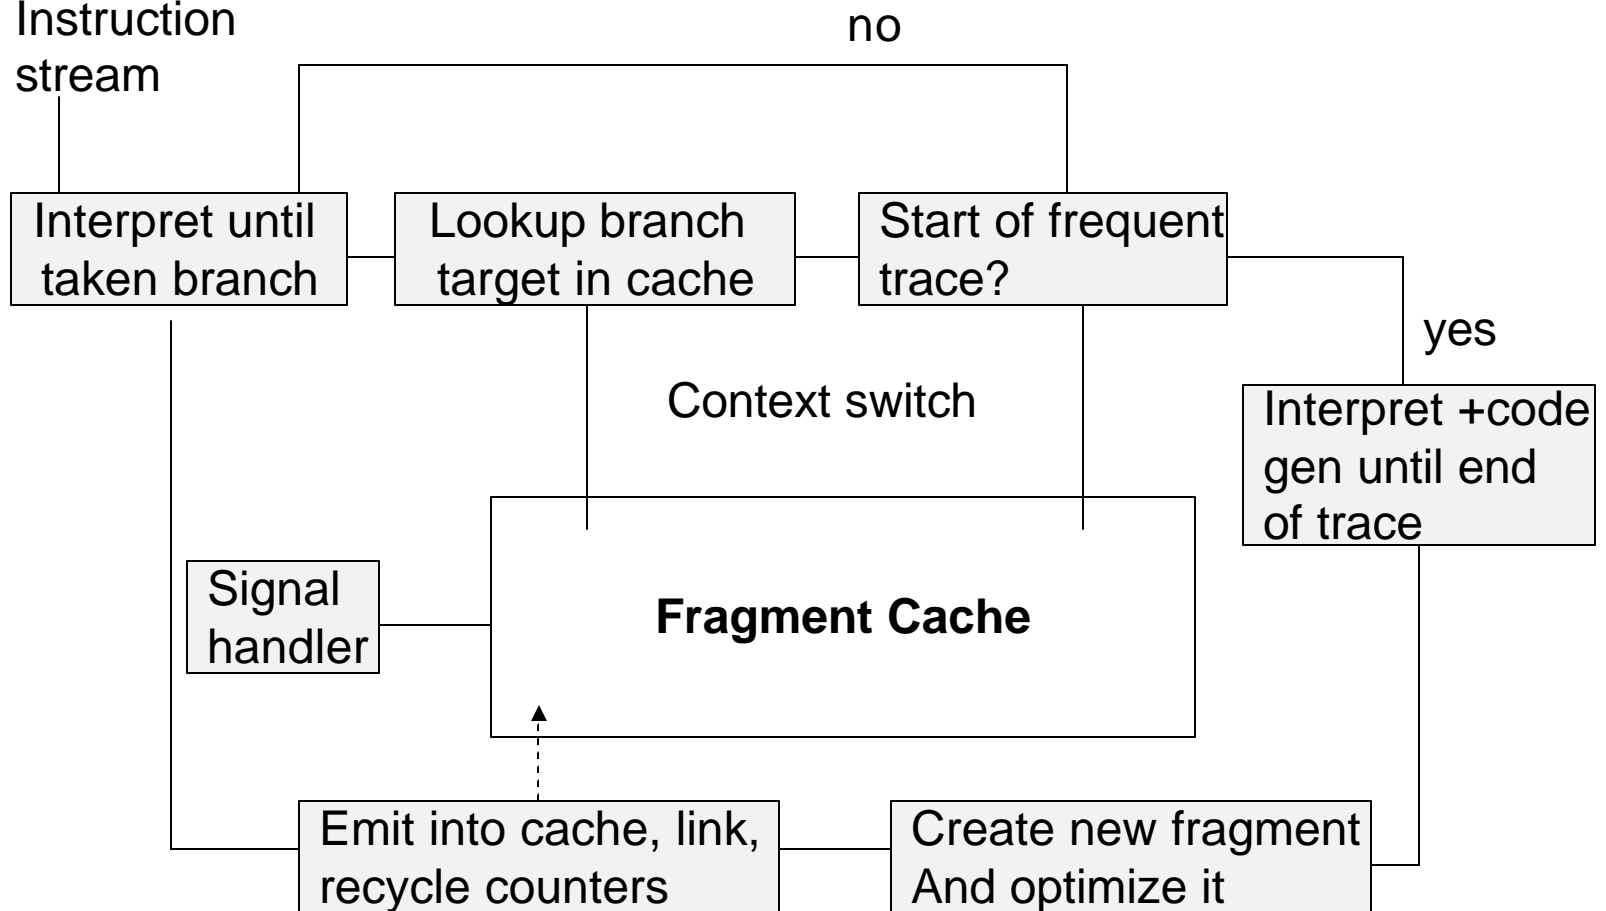 Instruction
stream
no
Interpret until
taken branch
Lookup branch
target in cache
Start of frequent
trace?
yes
Context switch
Interpret +code
gen until end
of trace
Signal
handler
Fragment Cache
Emit into cache, link,
recycle counters
Create new fragment
And optimize it